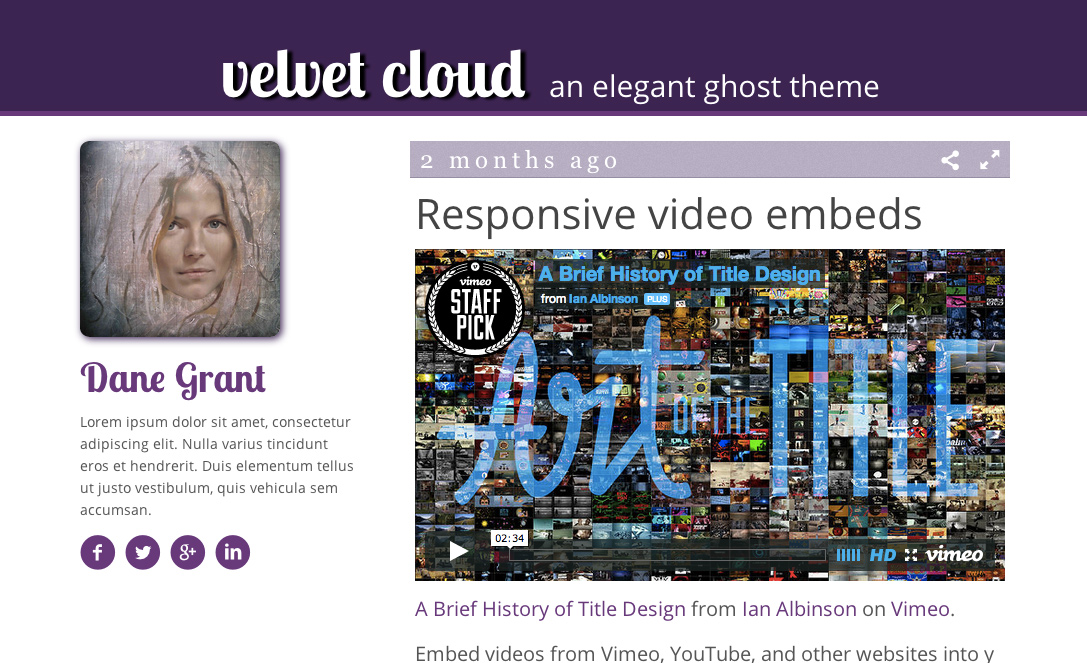 velvet cloud an elegant ghost theme
Dane Grant
Lorem ipsum dolor sit amet, consectetur
adipiscing elit. Nulla varius tincidunt
eros et hendrerit. Duis elementum tellus
ut justo vestibulum, quis vehicula sem
accumsan.
f g+ in
2 months ago
Responsive video embeds
vimeo
STAFF
PICK
A Brief History of Title Design
from Ian Albinson PLUS
Art OF THE TITLE
02:34
HD vimeo
A Brief History of Title Design from Ian Albinson on Vimeo.
Embed videos from Vimeo, YouTube, and other websites into y